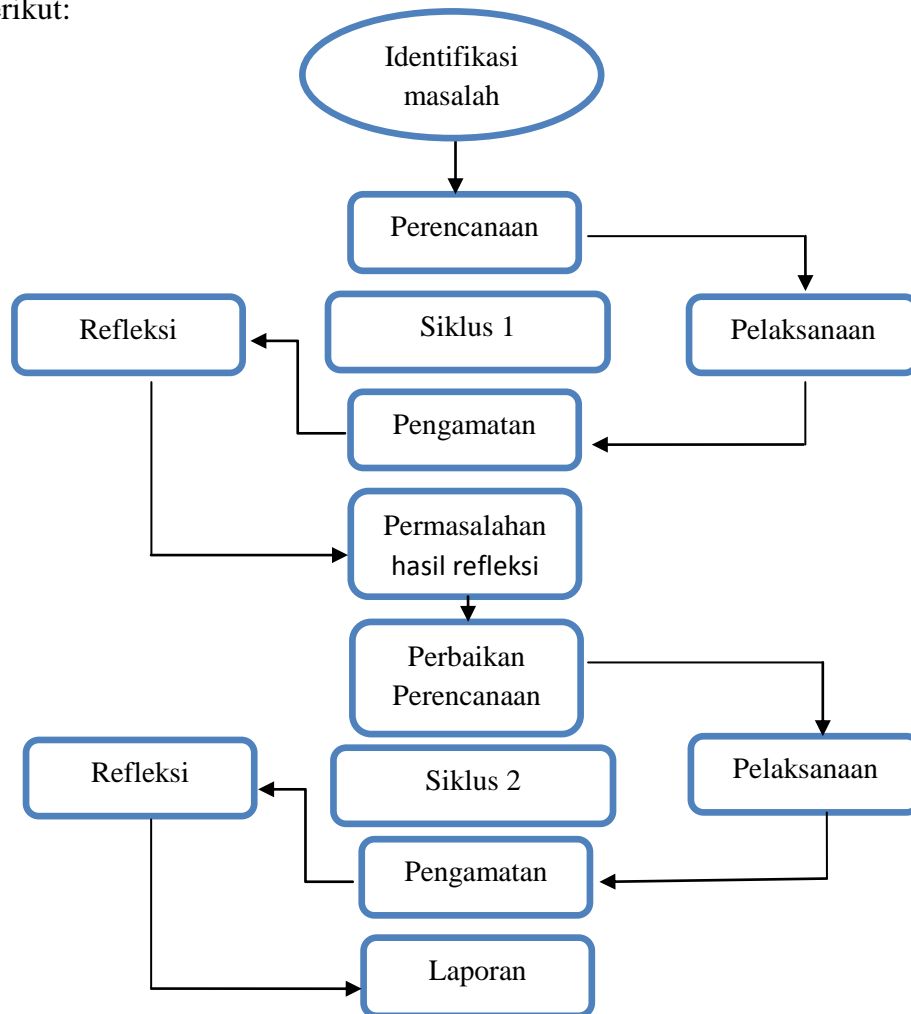 erikut:
Identifikasi
masalah
Perencanaan
Refleksi
Siklus 1
Pelaksanaan
Pengamatan
Permasalahan
hasil refleksi
Perbaikan
Perencanaan
Refleksi
Siklus 2
Pelaksanaan
Pengamatan
Laporan